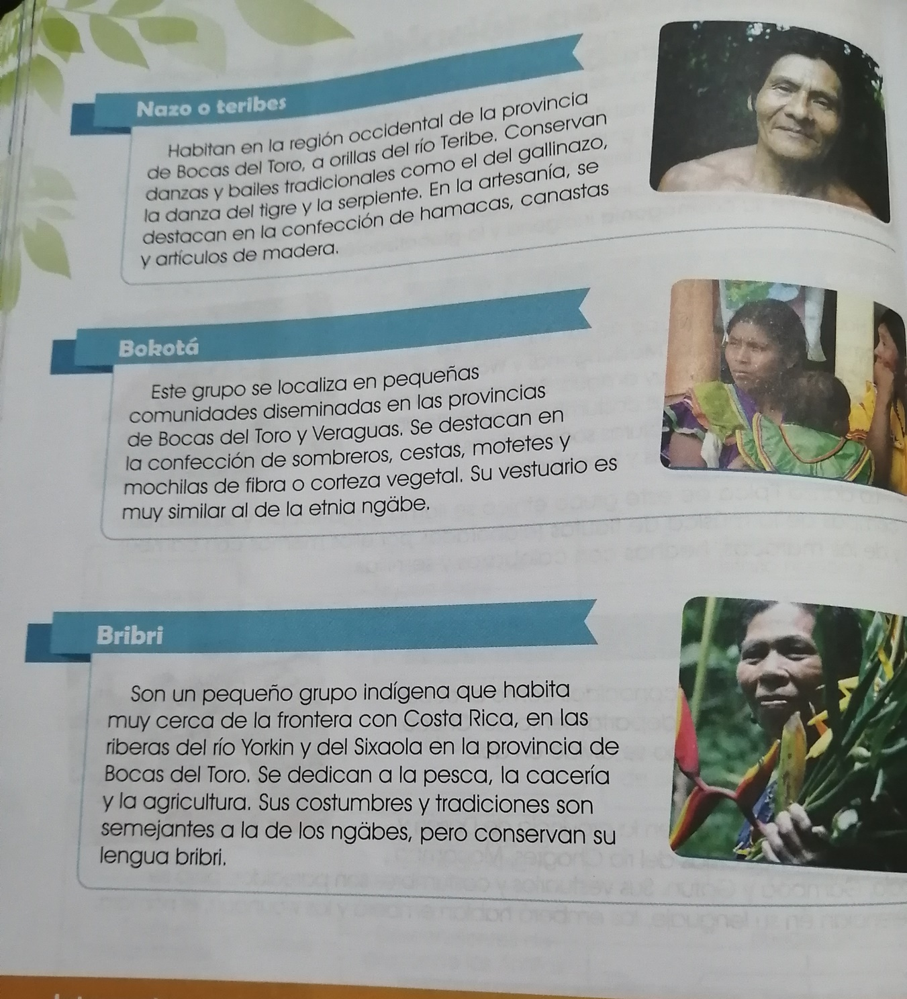 Nazo o teribes
Habitan en la región occidental de la provincia
de Bocas del Toro, a orillas del río Teribe. Conservan
danzas y bailes tradicionales como el del gallinazo,
la danza del tigre y la serpiente. En la artesanía, se
destacan en la confección de hamacas, canastas
y artículos de madera.
Bokotá
Este grupo se localiza en pequeñas
comunidades diseminadas en las provincias
de Bocas del Toro y Veraguas. Se destacan en
la confección de sombreros, cestas, motetes y
mochilas de fibra o corteza vegetal. Su vestuario es
muy similar al de la etnia ngäbe.
Bribri
Son un pequeño grupo indígena que habita
muy cerca de la frontera con Costa Rica, en las
riberas del río Yorkin y del Sixaola en la provincia de
Bocas del Toro. Se dedican a la pesca, la cacería
y la agricultura. Sus costumbres y tradiciones son
semejantes a la de los ngäbes, pero conservan su
lengua bribri.